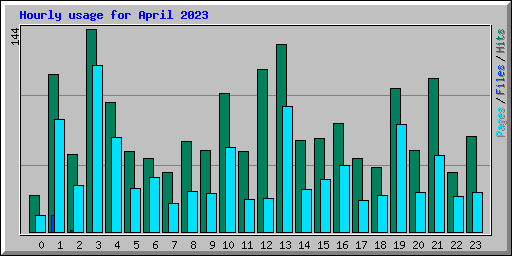 Hourly usage for April 2023
144
Pages/Files/Hits
0 1 2 3 4 5 6 7 8 9 10 11 12 13 14 15 16 17 18 19 20 21 22 23